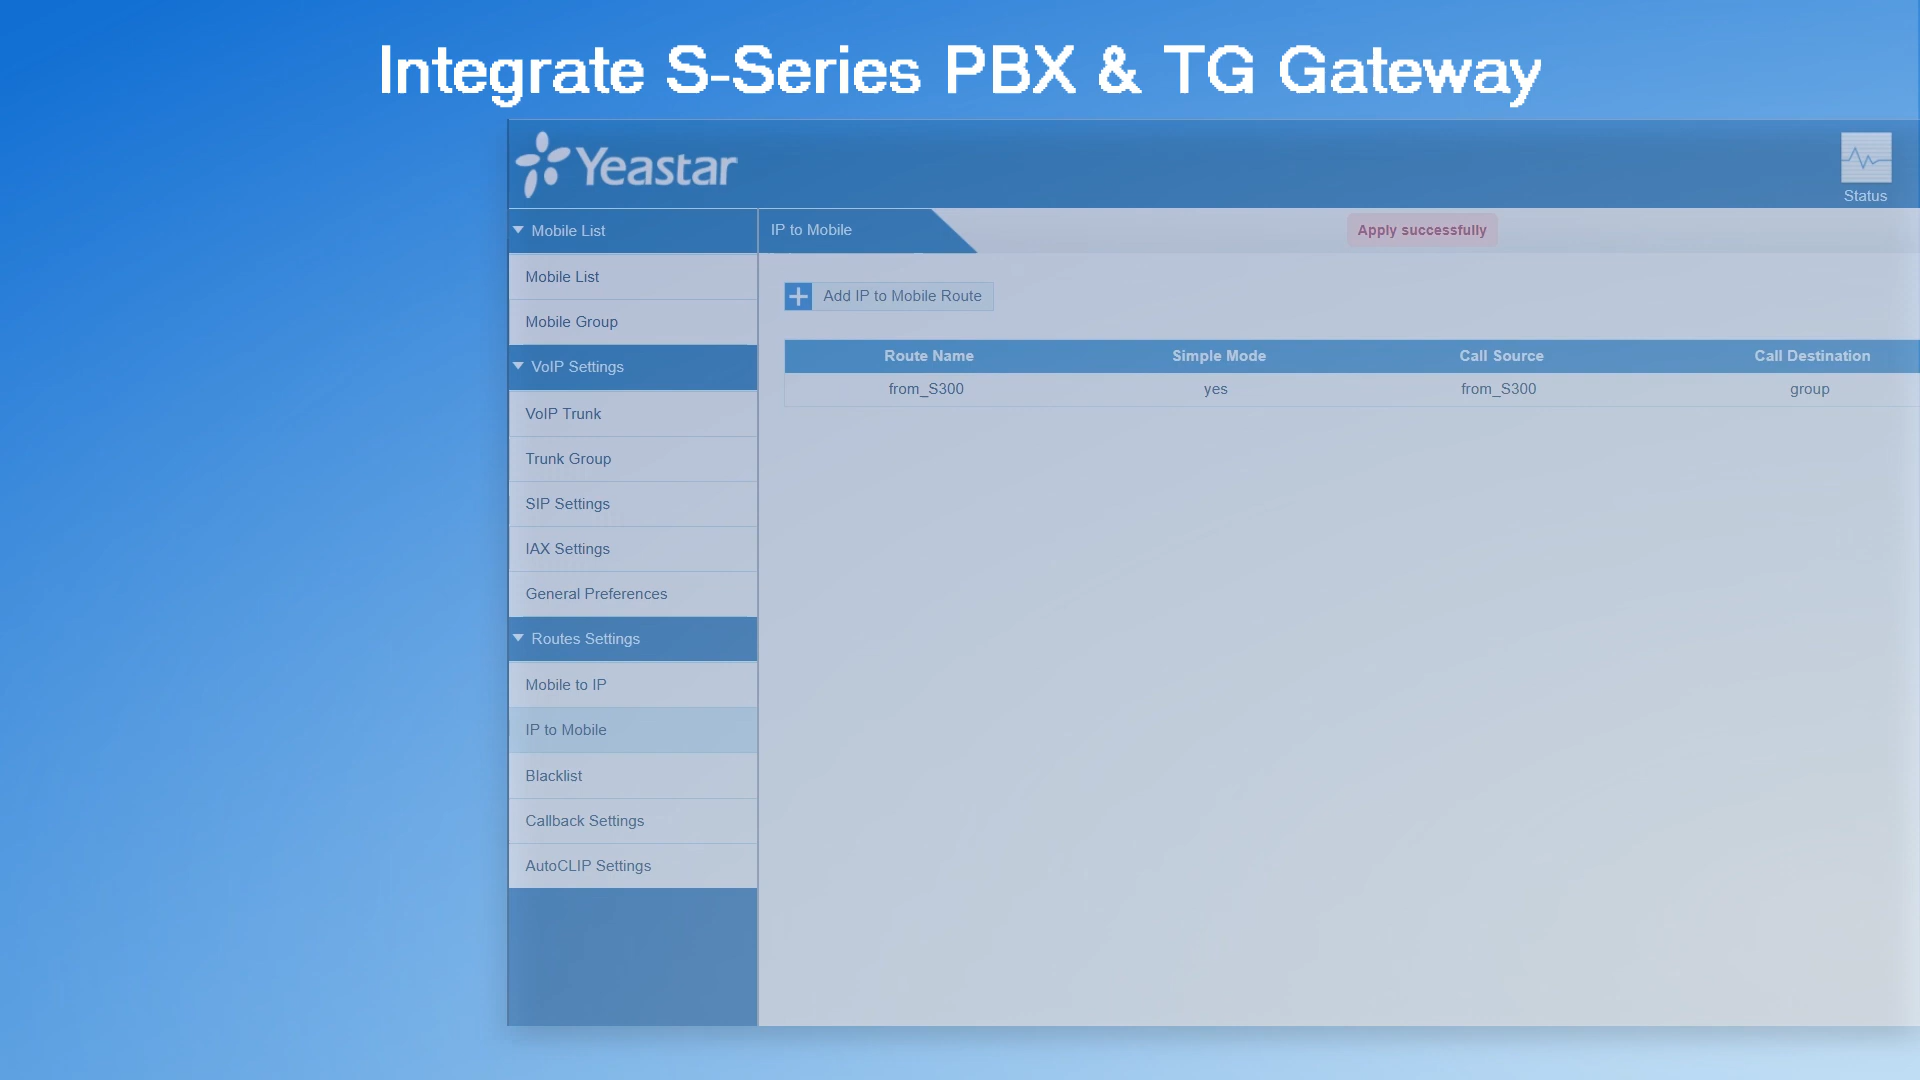 Integrate S-Series PBX & TG Gateway
Yeastar
Status
Mobile List
IP to Mobile
Apply successfully
Mobile List
Mobile Group
VoIP Settings
VoIP Trunk
Trunk Group
SIP Settings
IAX Settings
General Preferences
Routes Settings
Mobile to IP
IP to Mobile
Blacklist
Callback Settings
AutoCLIP Settings
Add IP to Mobile Route
Route Name Simple Mode Call Source Call Destination
from_S300 yes from_S300 group